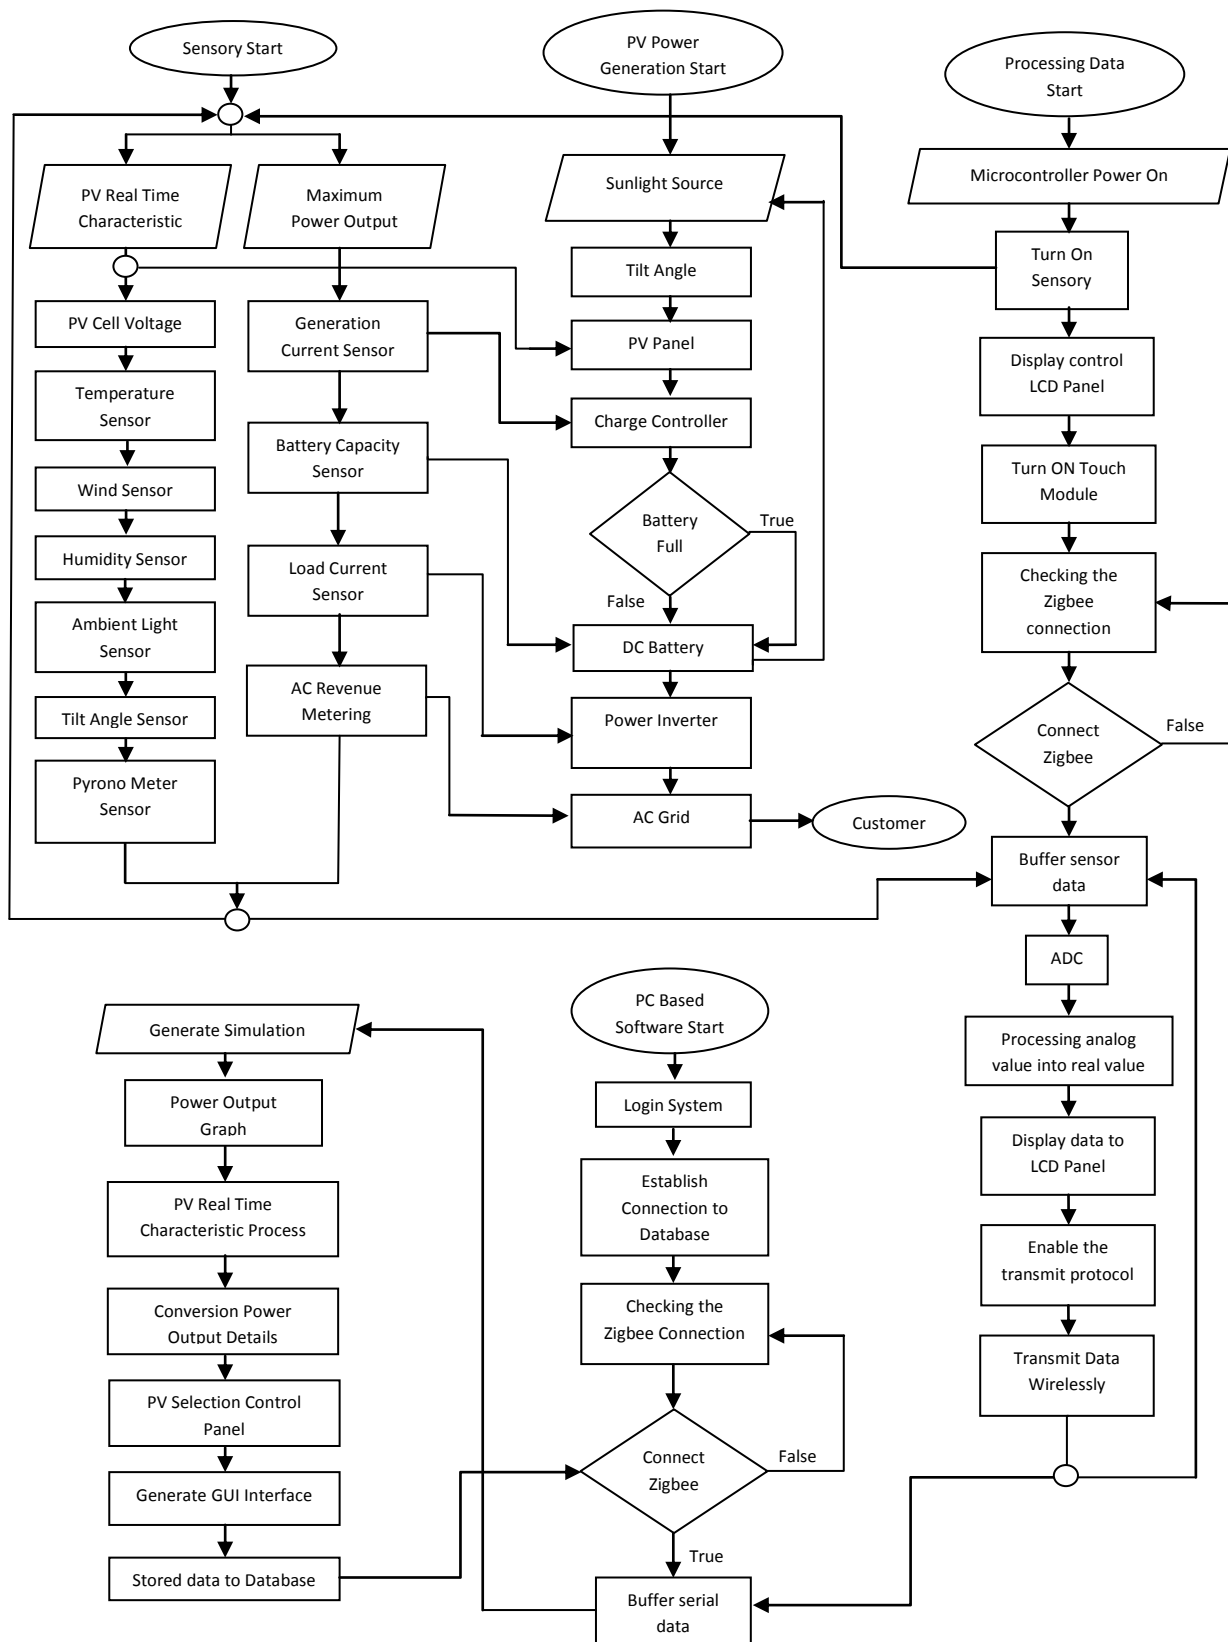 Sensory Start
PV Real Time
Characteristic
Maximum
Power Output
PV Cell Voltage
Temperature
Sensor
Wind Sensor
Humidity Sensor
Ambient Light
Sensor
Tilt Angle Sensor
Pyrono Meter
Sensor
Generation
Current Sensor
Battery Capacity
Sensor
Load Current
Sensor
AC Revenue
Metering
PV Power
Generation Start
Sunlight Source
Tilt Angle
PV Panel
Charge Controller
Battery
Full
True
False
DC Battery
Power Inverter
AC Grid
Customer
Processing Data
Start
Microcontroller Power On
Turn On
Sensory
Display control
LCD Panel
Turn ON Touch
Module
Checking the
Zigbee
connection
Connect
Zigbee
False
Buffer sensor
data
ADC
Processing analog
value into real value
Display data to
LCD Panel
Enable the
transmit protocol
Transmit Data
Wirelessly
PC Based
Software Start
Login System
Establish
Connection to
Database
Checking the
Zigbee Connection
Connect
Zigbee
False
True
Buffer serial
data
Generate Simulation
Power Output
Graph
PV Real Time
Characteristic Process
Conversion Power
Output Details
PV Selection Control
Panel
Generate GUI Interface
Stored data to Database